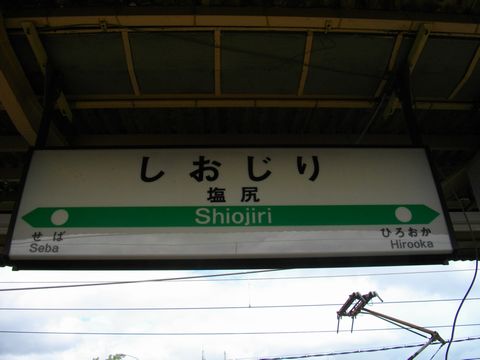 しおじり
塩尻
Shiojiri
せば ひろおか
Seba Hirooka